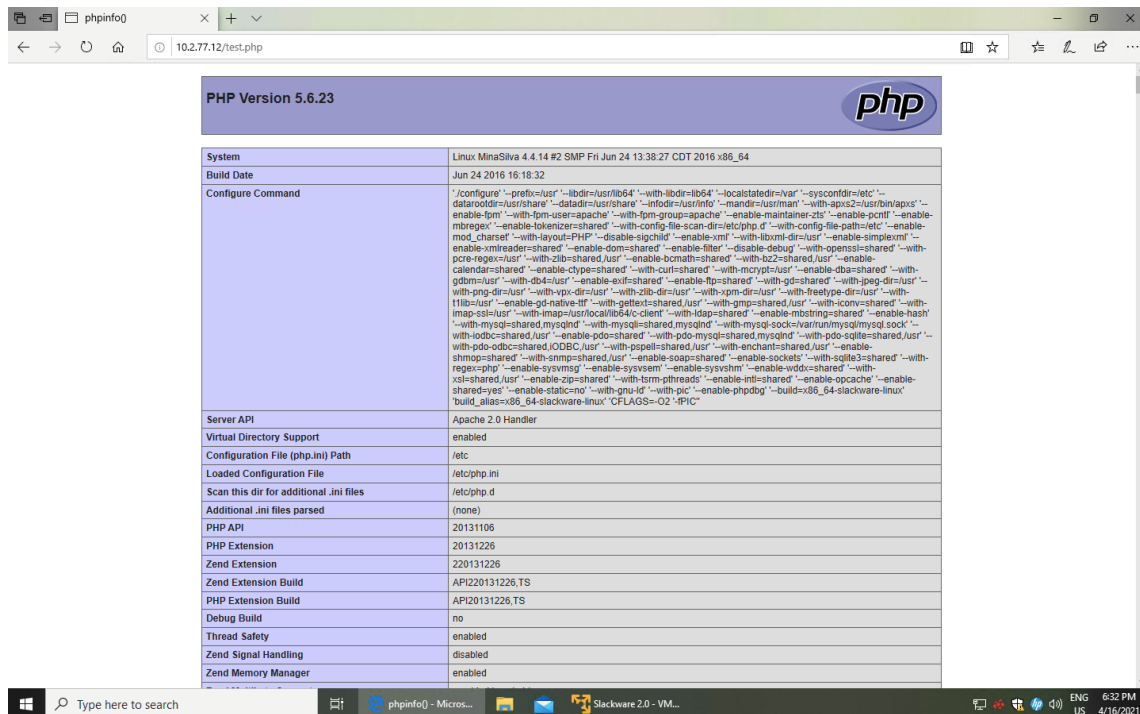 phpinfo()
10.2.77.12/test.php
PHP Version 5.6.23
php
System Linux MinaSilva 4.4.14 #2 SMP Fri Jun 24 13:38:27 CDT 2016 x86_64
Build Date Jun 24 2016 16:18:32
Configure Command './configure' '--prefix=/usr' '--libdir=/usr/lib64' '--with-libdir=lib64' '--localstatedir=/var' '--sysconfdir=/etc' '--
datarootdir=/usr/share' '--datadir=/usr/share' '--infodir=/usr/info' '--mandir=/usr/man' '--with-apxs2=/usr/bin/apxs' '--
enable-fpm' '--with-fpm-user=apache' '--with-fpm-group=apache' '--enable-maintainer-zts' '--enable-pcntl' '--enable-
mbregex' '--enable-tokenizer=shared' '--with-config-file-scan-dir=/etc/php.d' '--with-config-file-path=/etc' '--enable-
mod_charset' '--with-layout=PHP' '--disable-sigchild' '--enable-xml' '--with-libxml-dir=/usr' '--enable-simplexml' '--
enable-xmlreader=shared' '--enable-dom=shared' '--enable-filter' '--disable-debug' '--with-openssl=shared' '--with-
pcre-regex=/usr' '--with-zlib=shared,/usr' '--enable-bcmath=shared' '--with-bz2=shared,/usr' '--enable-
calendar=shared' '--enable-ctype=shared' '--with-curl=shared' '--with-mcrypt=/usr' '--enable-dba=shared' '--with-
gdbm=/usr' '--with-db4=/usr' '--enable-exif=shared' '--enable-ftp=shared' '--with-gd=shared' '--with-jpeg-dir=/usr' '--
with-png-dir=/usr' '--with-vpx-dir=/usr' '--with-zlib-dir=/usr' '--with-xpm-dir=/usr' '--with-freetype-dir=/usr' '--with-
t1lib=/usr' '--enable-gd-native-ttf' '--with-gettext=shared,/usr' '--with-gmp=shared,/usr' '--with-iconv=shared' '--with-
imap-ssl=/usr' '--with-imap=/usr/local/lib64/c-client' '--with-ldap=shared' '--enable-mbstring=shared' '--enable-hash'
'--with-mysql=shared,mysqlnd' '--with-mysqli=shared,mysqlnd' '--with-mysql-sock=/var/run/mysql/mysql.sock' '--
with-iodbc=shared,/usr' '--enable-pdo=shared' '--with-pdo-mysql=shared,mysqlnd' '--with-pdo-sqlite=shared,/usr' '--
with-pdo-odbc=shared,iODBC,/usr' '--with-pspell=shared,/usr' '--with-enchant=shared,/usr' '--enable-
shmop=shared' '--with-snmp=shared,/usr' '--enable-soap=shared' '--enable-sockets' '--with-sqlite3=shared' '--with-
regex=php' '--enable-sysvmsg' '--enable-sysvsem' '--enable-sysvshm' '--enable-wddx=shared' '--with-
xsl=shared,/usr' '--enable-zip=shared' '--with-tsrm-pthreads' '--enable-intl=shared' '--enable-opcache' '--enable-
shared=yes' '--enable-static=no' '--with-gnu-ld' '--with-pic' '--enable-phpdbg' '--build=x86_64-slackware-linux'
'build_alias=x86_64-slackware-linux' 'CFLAGS=-O2 '-fPIC''
Server API Apache 2.0 Handler
Virtual Directory Support enabled
Configuration File (php.ini) Path /etc
Loaded Configuration File /etc/php.ini
Scan this dir for additional .ini files /etc/php.d
Additional .ini files parsed (none)
PHP API 20131106
PHP Extension 20131226
Zend Extension 220131226
Zend Extension Build API220131226,TS
PHP Extension Build API20131226,TS
Debug Build no
Thread Safety enabled
Zend Signal Handling disabled
Zend Memory Manager enabled
Type here to search phpinfo() - Micros... Slackware 2.0 - VM... ENG 6:32 PM
US 4/16/2021